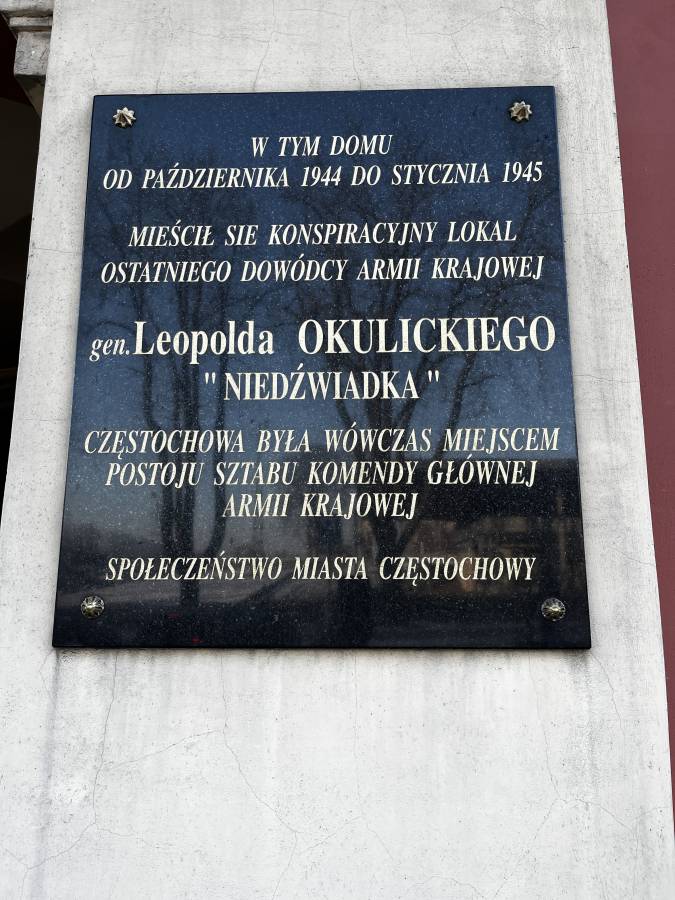 W TYM DOMU
OD PAŹDZIERNIKA 1944 DO STYCZNIA 1945
MIEŚCIŁ SIE KONSPIRACYJNY LOKAL
OSTATNIEGO DOWÓDCY ARMII KRAJOWEJ
gen. Leopolda OKULICKIEGO
"NIEDŹWIADKA"
CZĘSTOCHOWA BYŁA WÓWCZAS MIEJSCEM
POSTOJU SZTABU KOMENDY GŁÓWNEJ
ARMII KRAJOWEJ
SPOŁECZEŃSTWO MIASTA CZĘSTOCHOWY